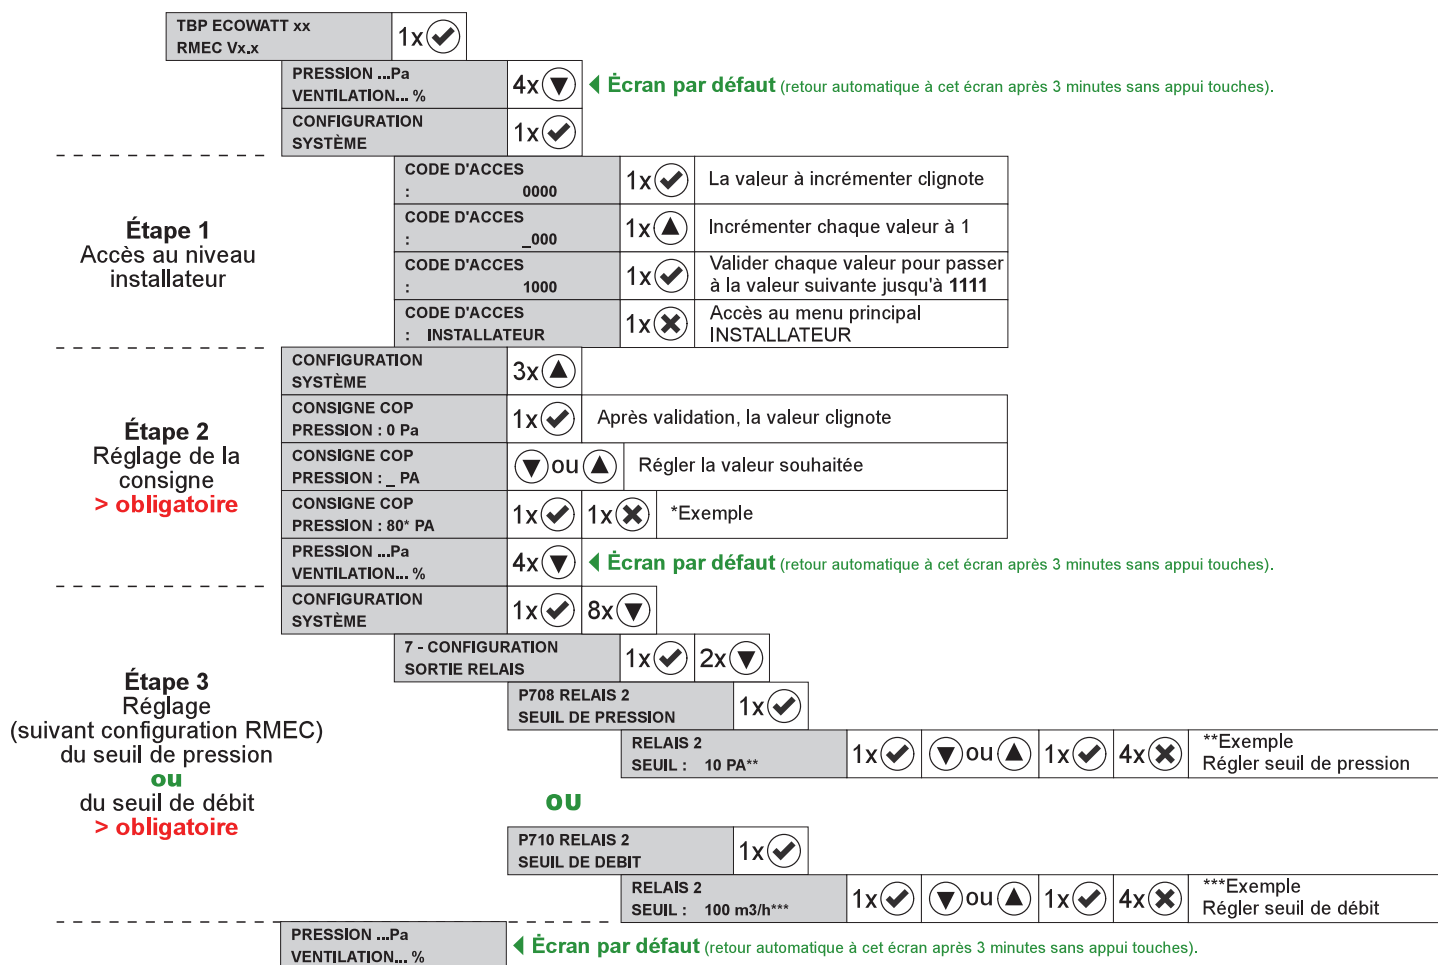 TBP ECOWATT xx
RMEC Vx.x
1x
PRESSION ...Pa
VENTILATION... %
4x
Écran par défaut (retour automatique à cet écran après 3 minutes sans appui touches).
CONFIGURATION
SYSTÈME
1x
Étape 1
Accès au niveau
installateur
CODE D'ACCES
: 0000
1x
La valeur à incrémenter clignote
CODE D'ACCES
: _000
1x
Incrémenter chaque valeur à 1
CODE D'ACCES
: 1000
1x
Valider chaque valeur pour passer
à la valeur suivante jusqu'à 1111
CODE D'ACCES
: INSTALLATEUR
1x
Accès au menu principal
INSTALLATEUR
Étape 2
Réglage de la
consigne
> obligatoire
CONFIGURATION
SYSTÈME
3x
CONSIGNE COP
PRESSION : 0 Pa
1x
Après validation, la valeur clignote
CONSIGNE COP
PRESSION : _ PA
ou
Régler la valeur souhaitée
CONSIGNE COP
PRESSION : 80* PA
1x 1x *Exemple
PRESSION ...Pa
VENTILATION... %
4x
Écran par défaut (retour automatique à cet écran après 3 minutes sans appui touches).
Étape 3
Réglage
(suivant configuration RMEC)
du seuil de pression
ou
du seuil de débit
> obligatoire
CONFIGURATION
SYSTÈME
1x 8x
7 - CONFIGURATION
SORTIE RELAIS
1x 2x
P708 RELAIS 2
SEUIL DE PRESSION
1x
RELAIS 2
SEUIL : 10 PA**
1x ou 1x 4x
**Exemple
Régler seuil de pression
ou
P710 RELAIS 2
SEUIL DE DEBIT
1x
RELAIS 2
SEUIL : 100 m3/h***
1x ou 1x 4x
***Exemple
Régler seuil de débit
PRESSION ...Pa
VENTILATION... %
Écran par défaut (retour automatique à cet écran après 3 minutes sans appui touches).